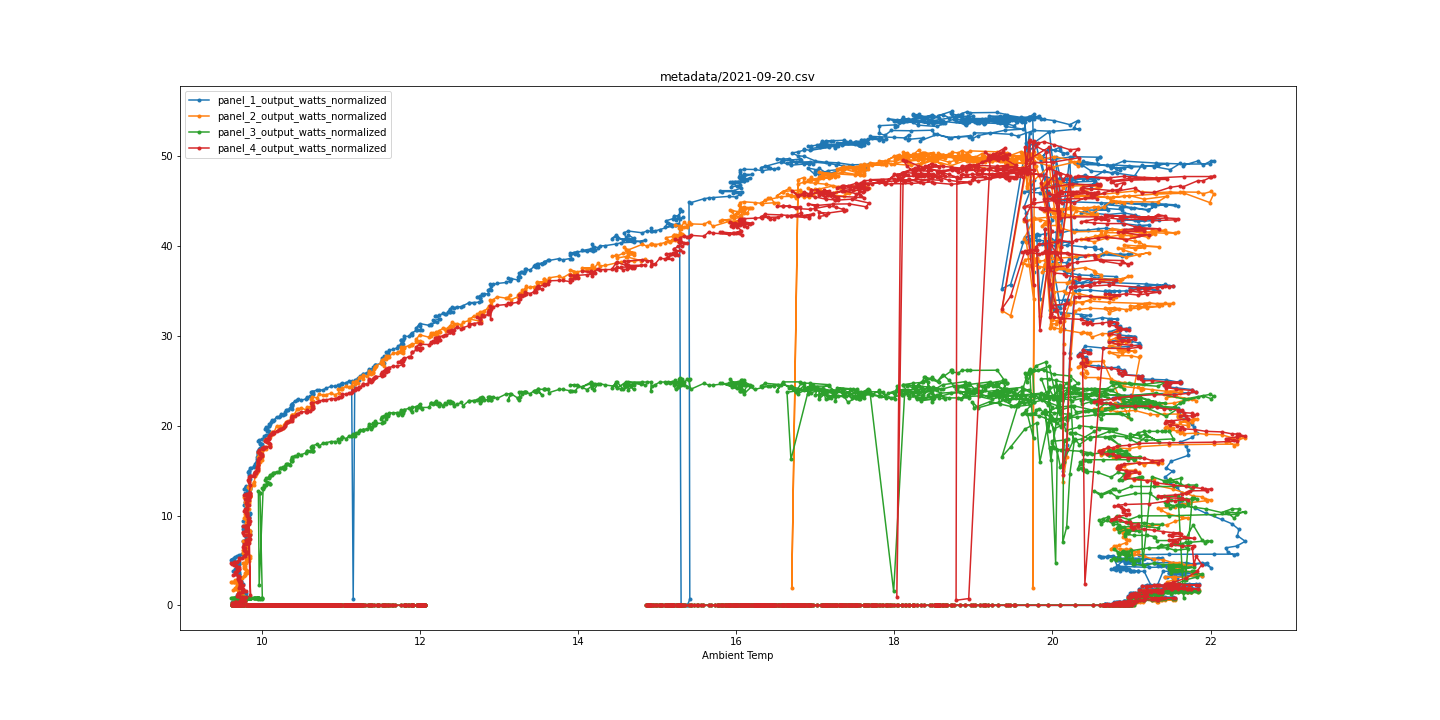 metadata/2021-09-20.csv
panel_1_output_watts_normalized
panel_2_output_watts_normalized
panel_3_output_watts_normalized
panel_4_output_watts_normalized
50
40
30
20
10
0
10 12 14 16 18 20 22
Ambient Temp